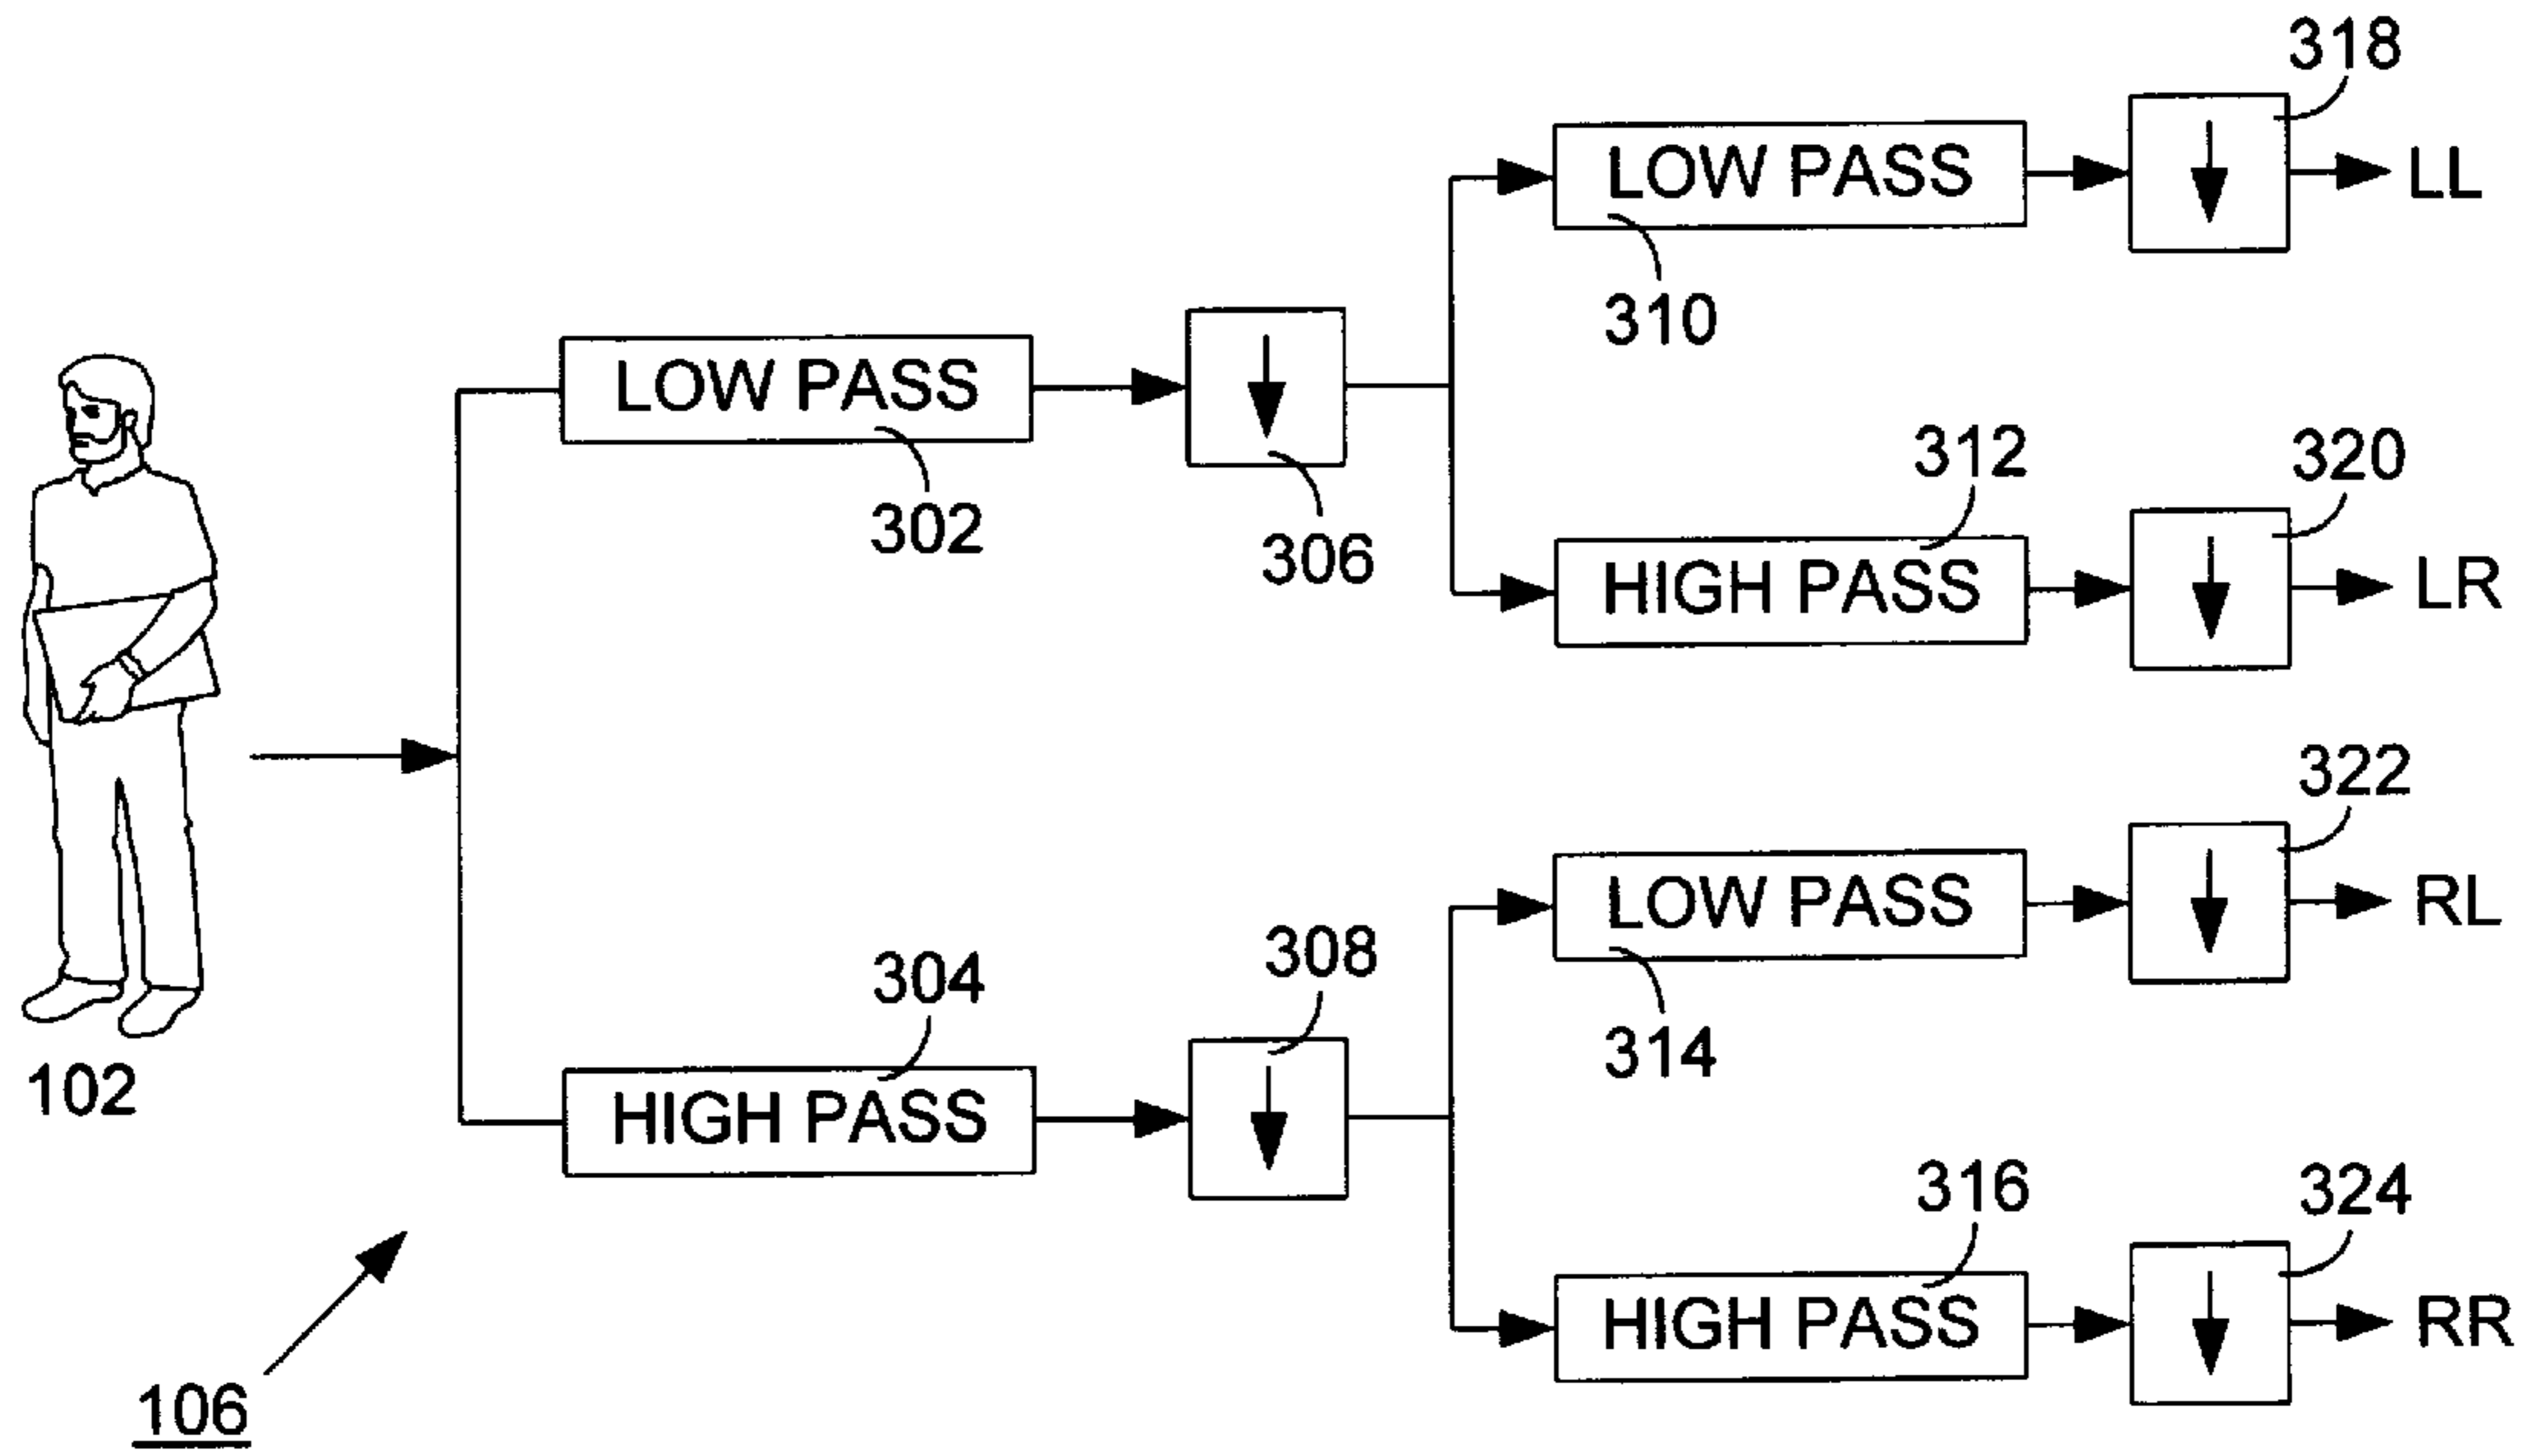 318
LOW PASS
LL
310
LOW PASS
302
306
312
320
HIGH PASS
LR
322
LOW PASS
RL
314
304
308
HIGH PASS
102
316
324
HIGH PASS
RR
106